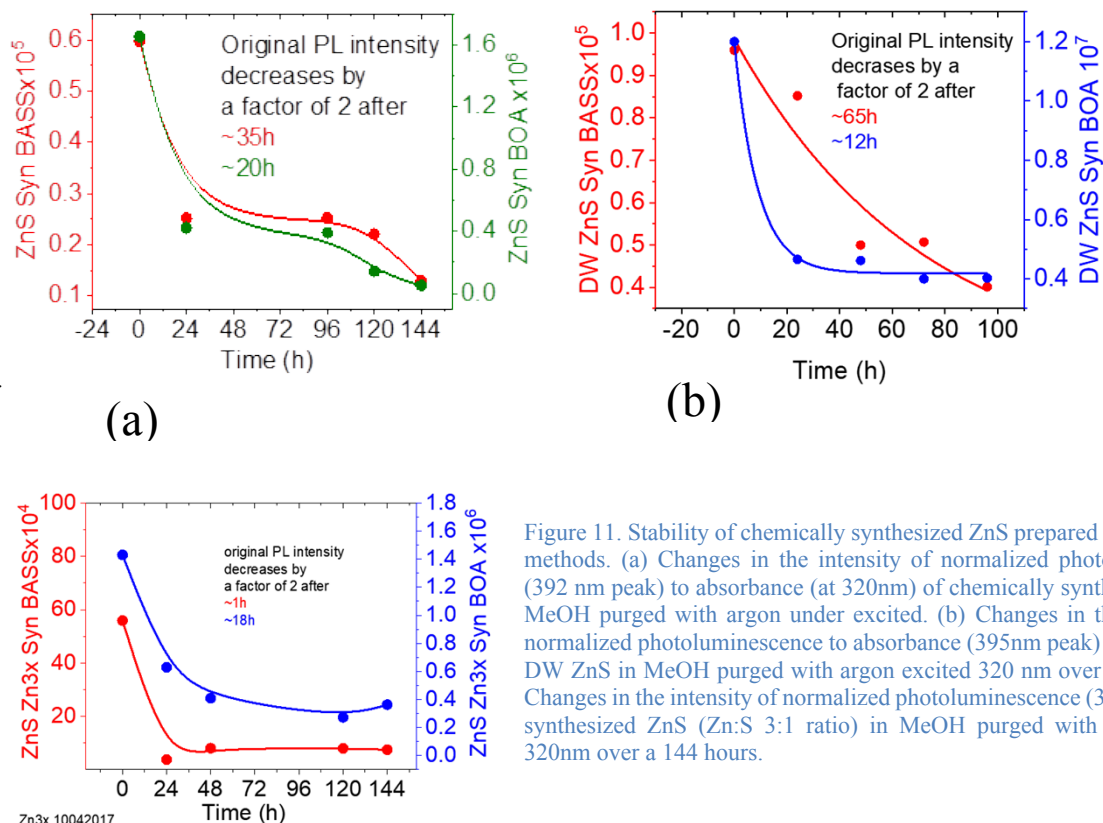 ZnS Syn BASSx10^5
0.6
0.5
0.4
0.3
0.2
0.1
Original PL intensity
decreases by
a factor of 2 after
~35h
~20h
1.6
1.2
0.8
0.4
0.0
ZnS Syn BOA x10^6
-24 0 24 48 72 96 120 144
Time (h)
(a)
DW ZnS Syn BASSx10^5
1.0
0.9
0.8
0.7
0.6
0.5
0.4
Original PL intensity
decrases by a
factor of 2 after
~65h
~12h
1.2
1.1
1.0
0.8
0.7
0.6
0.4
DW ZnS Syn BOA 10^7
-20 0 20 40 60 80 100
Time (h)
(b)
ZnS Zn3x Syn BASSx10^4
100
80
60
40
20
original PL intensity
decreases by
a factor of 2 after
~1h
~18h
1.8
1.6
1.4
1.2
1.0
0.8
0.6
0.4
0.2
0.0
ZnS Zn3x Syn BOA x10^6
0 24 48 72 96 120 144
Time (h)
Zn3x 10042017
Figure 11. Stability of chemically synthesized ZnS prepared
methods. (a) Changes in the intensity of normalized photo
(392 nm peak) to absorbance (at 320nm) of chemically synth
MeOH purged with argon under excited. (b) Changes in th
normalized photoluminescence to absorbance (395nm peak)
DW ZnS in MeOH purged with argon excited 320 nm over
Changes in the intensity of normalized photoluminescence (3
synthesized ZnS (Zn:S 3:1 ratio) in MeOH purged with
320nm over a 144 hours.